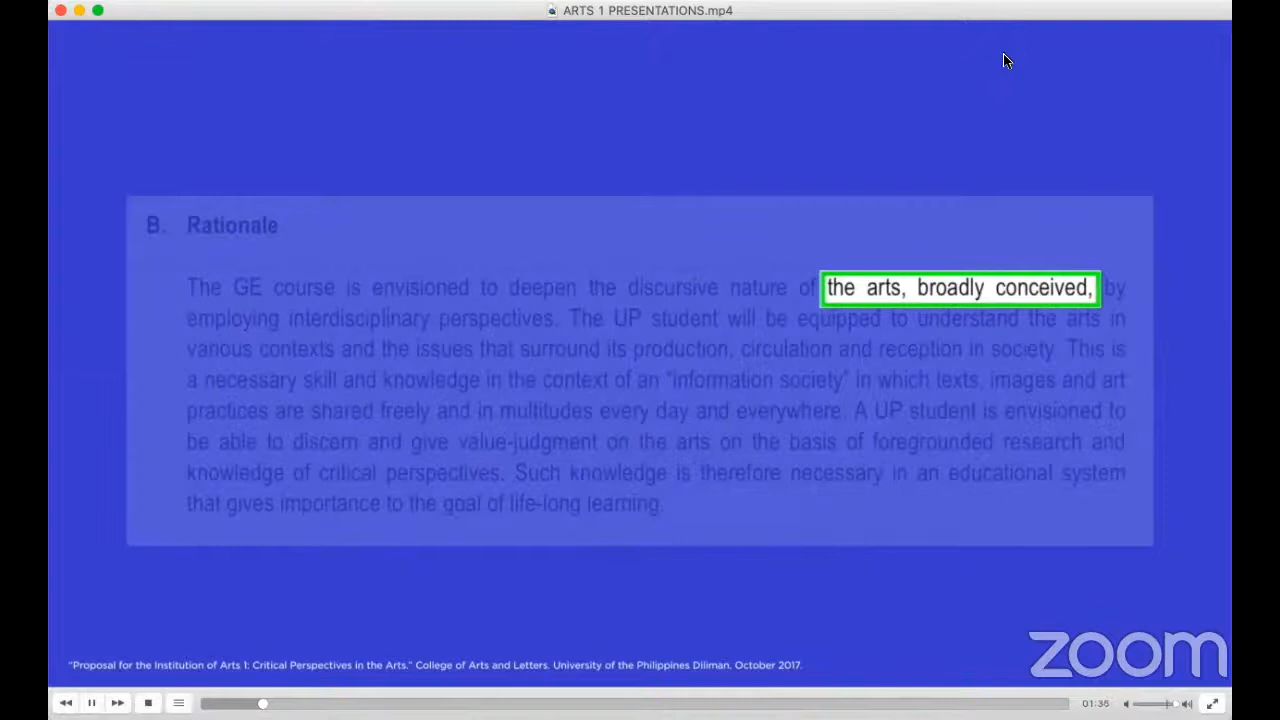 ARTS 1 PRESENTATIONS.mp4
B. Rationale
The GE course is envisioned to deepen the discursive nature of the arts, broadly conceived, by
employing interdisciplinary perspectives. The UP student will be equipped to understand the arts in
various contexts and the issues that surround its production, circulation and reception in society. This is
a necessary skill and knowledge in the context of an "information society" in which texts, images and art
practices are shared freely and in multitudes every day and everywhere. A UP student is envisioned to
be able to discern and give value-judgment on the arts on the basis of foregrounded research and
knowledge of critical perspectives. Such knowledge is therefore necessary in an educational system
that gives importance to the goal of life-long learning.
"Proposal for the Institution of Arts 1: Critical Perspectives in the Arts." College of Arts and Letters. University of the Philippines Diliman. October 2017.
zoom
01:35